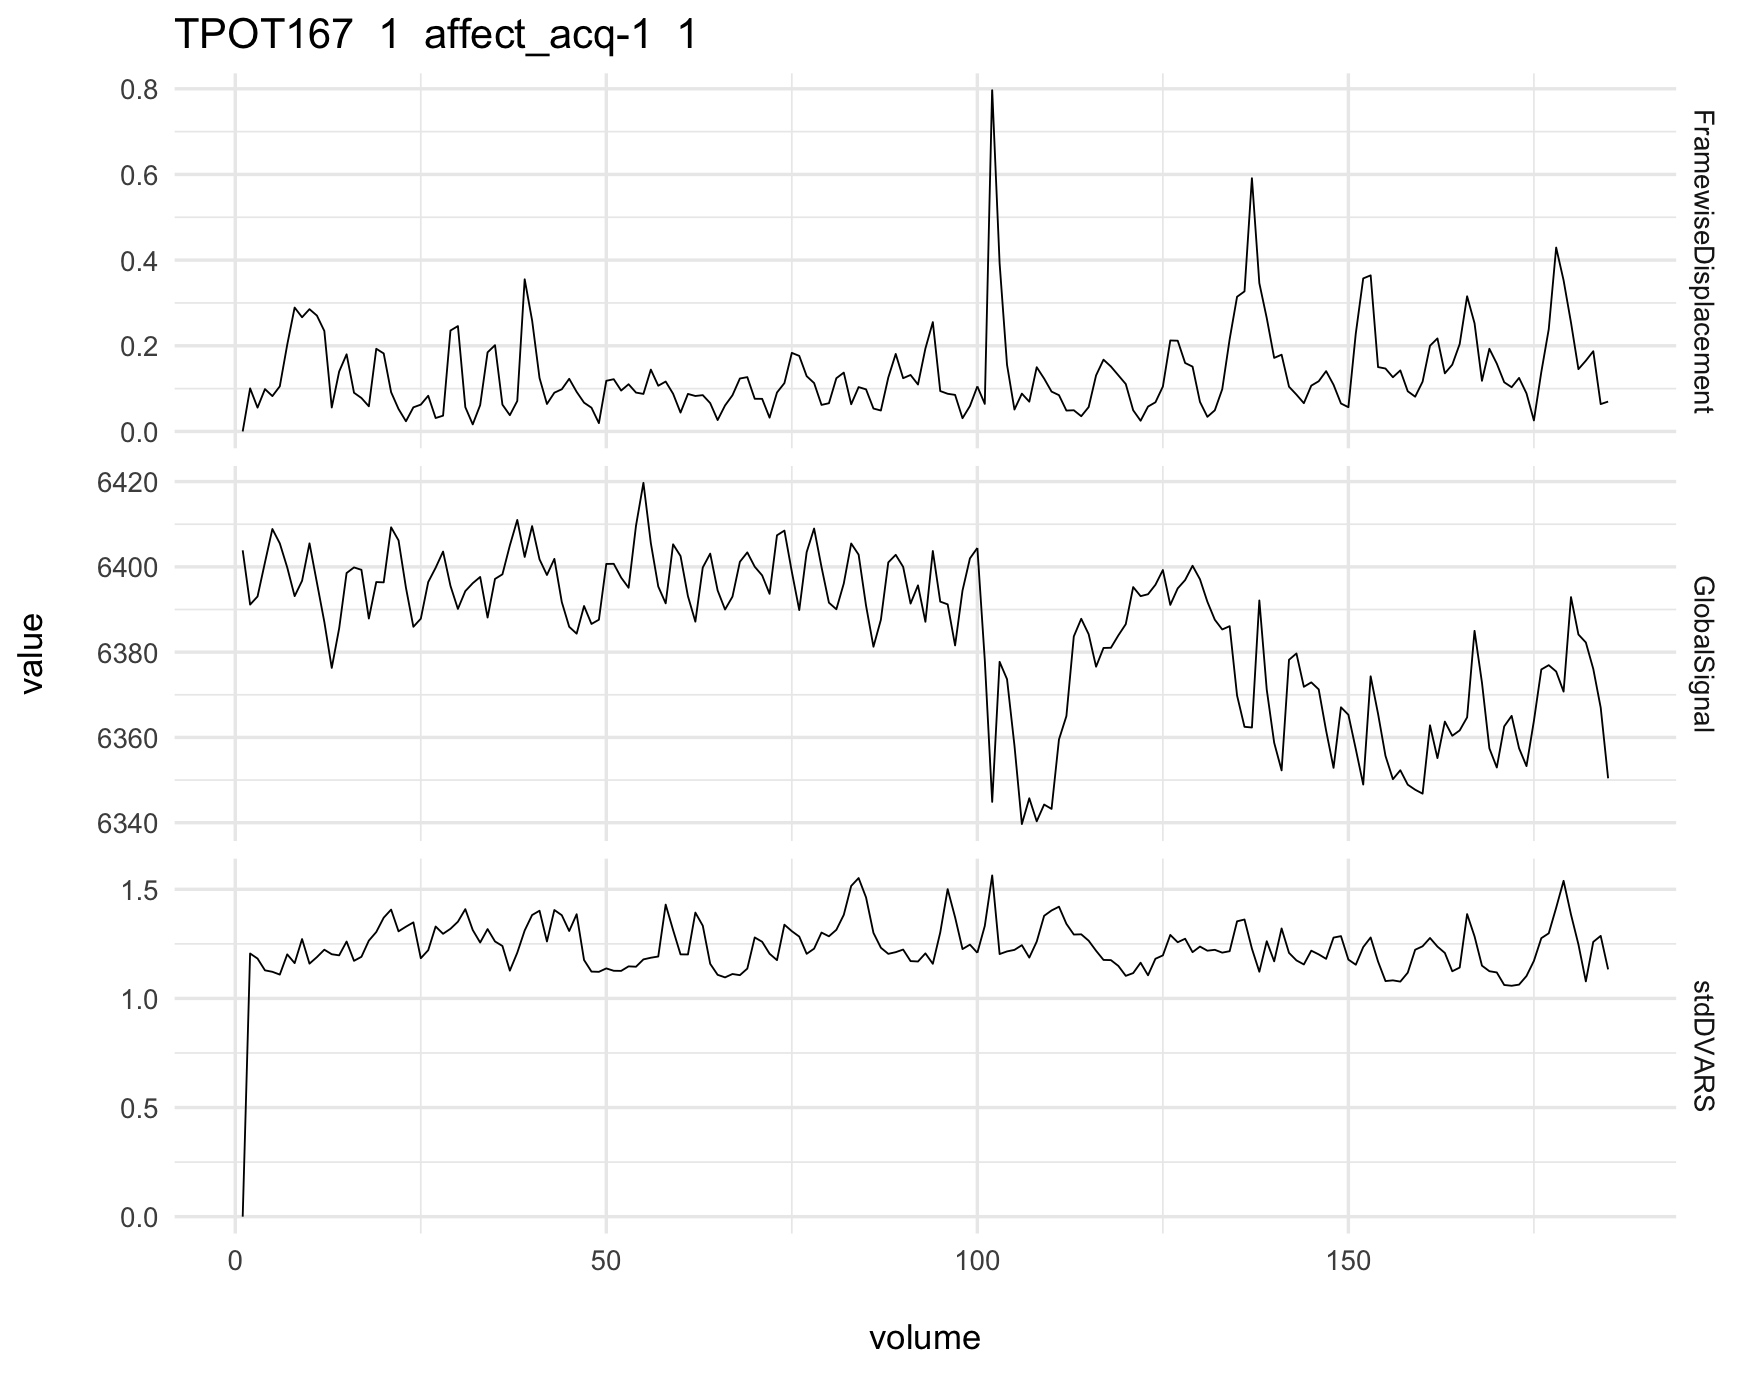 TPOT167 1 affect_acq-1 1
0.8
0.6
0.4
0.2
0.0
FramewiseDisplacement
6420
6400
6380
6360
6340
GlobalSignal
1.5
1.0
0.5
0.0
stdDVARS
value
0 50 100 150
volume